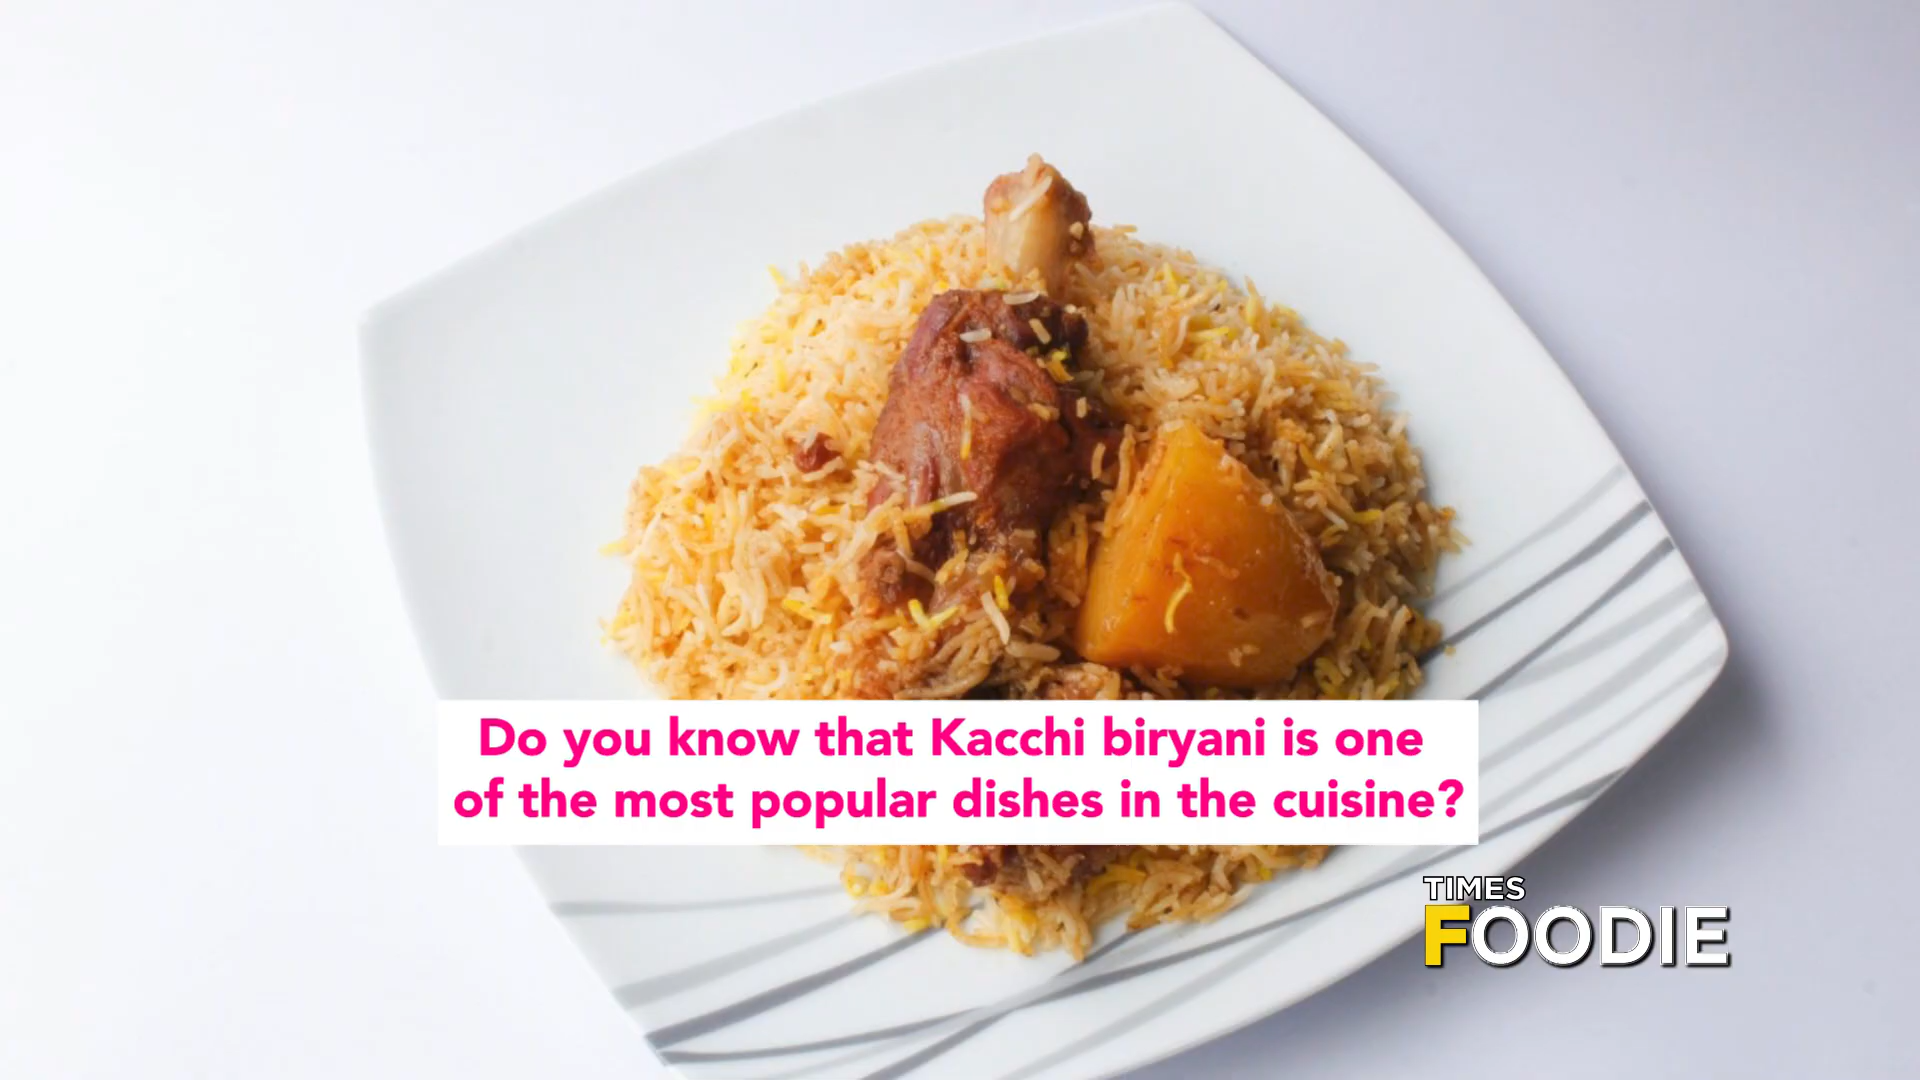 Do you know that Kacchi biryani is one
of the most popular dishes in the cuisine?
TIMES
FOODIE